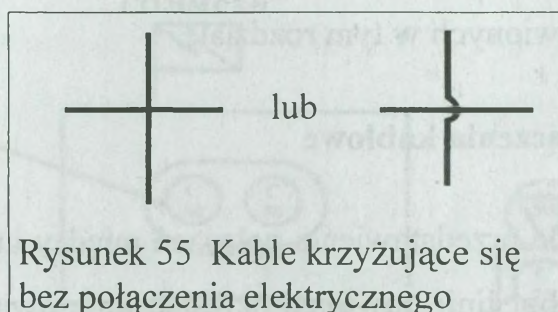 lub
Rysunek 55 Kable krzyżujące się
bez połączenia elektrycznego